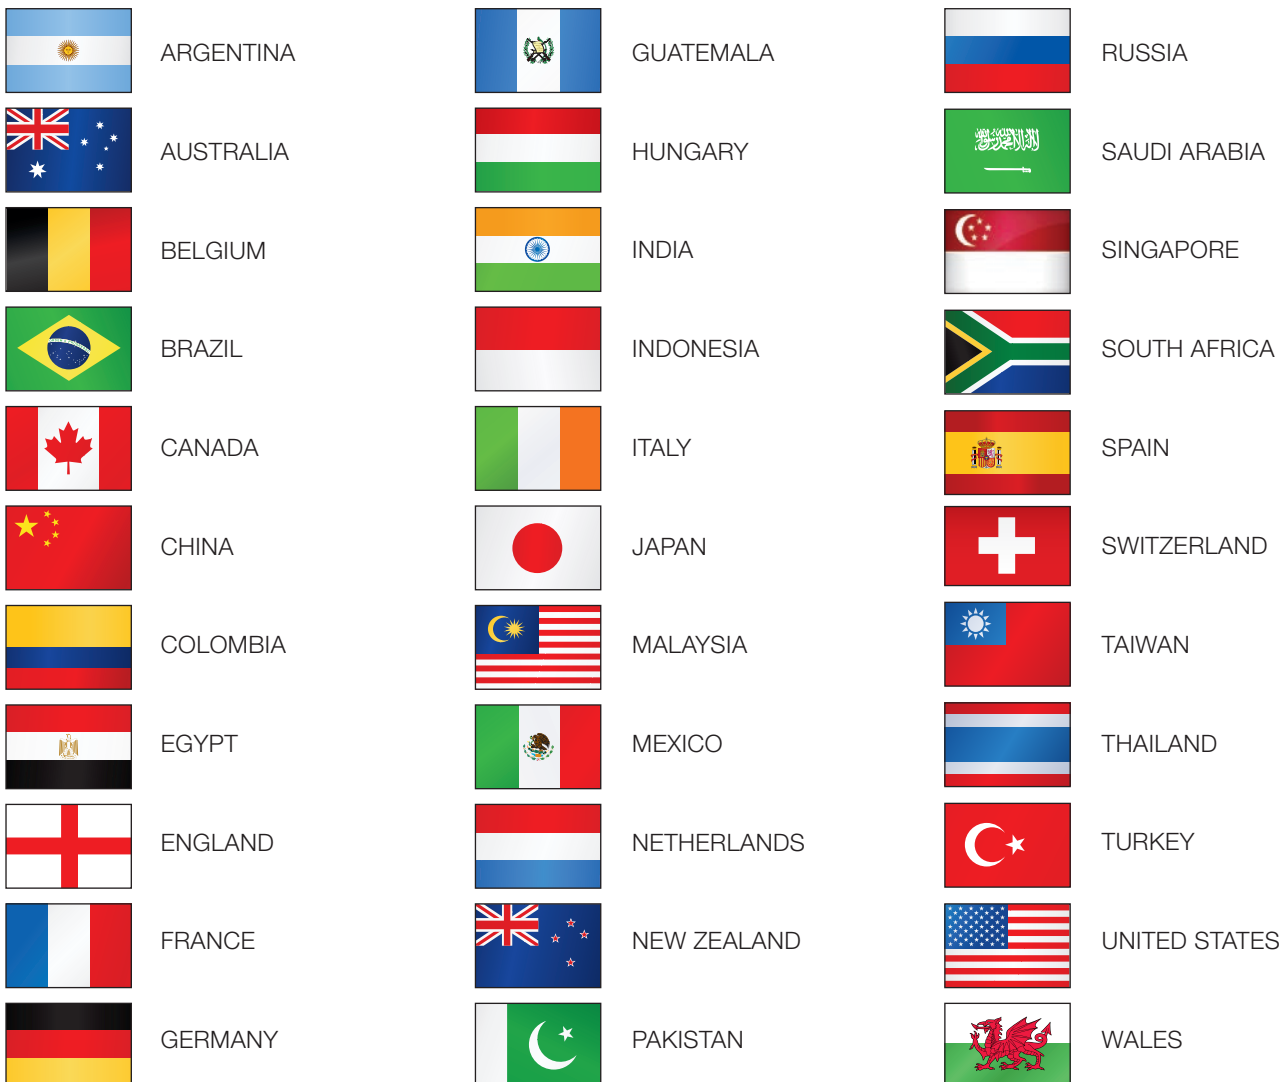 ARGENTINA
AUSTRALIA
BELGIUM
BRAZIL
CANADA
CHINA
COLOMBIA
EGYPT
ENGLAND
FRANCE
GERMANY
GUATEMALA
HUNGARY
INDIA
INDONESIA
ITALY
JAPAN
MALAYSIA
MEXICO
NETHERLANDS
NEW ZEALAND
PAKISTAN
RUSSIA
SAUDI ARABIA
SINGAPORE
SOUTH AFRICA
SPAIN
SWITZERLAND
TAIWAN
THAILAND
TURKEY
UNITED STATES
WALES